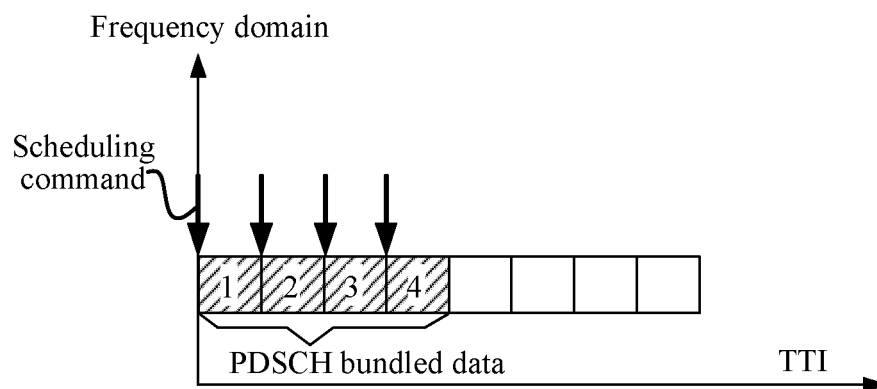 Frequency domain
Scheduling
command
1 2 3 4
PDSCH bundled data
TTI